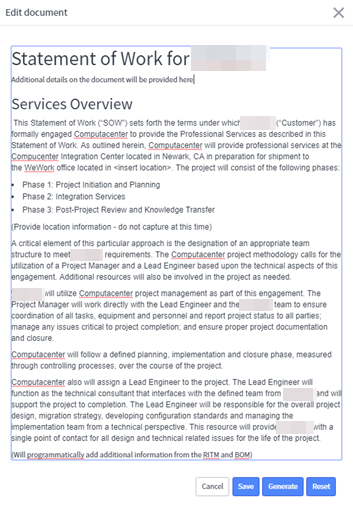 Edit document
Statement of Work for
Additional details on the document will be provided here
Services Overview
This Statement of Work ("SOW") sets forth the terms under which ("Customer") has
formally engaged Computacenter to provide the Professional Services as described in this
Statement of Work. As outlined herein, Computacenter will provide professional services at the
Compucenter Integration Center located in Newark, CA in preparation for shipment to
the WeWork office located in <insert location>. The project will consist of the following phases:
• Phase 1: Project Initiation and Planning
• Phase 2: Integration Services
• Phase 3: Post-Project Review and Knowledge Transfer
(Provide location information - do not capture at this time)
A critical element of this particular approach is the designation of an appropriate team
structure to meet requirements. The Computacenter project methodology calls for the
utilization of a Project Manager and a Lead Engineer based upon the technical aspects of this
engagement. Additional resources will also be involved in the project as needed.
will utilize Computacenter project management as part of this engagement. The
Project Manager will work directly with the Lead Engineer and the team to ensure
coordination of all tasks, equipment and personnel and report project status to all parties;
manage any issues critical to project completion; and ensure proper project documentation
and closure.
Computacenter will follow a defined planning, implementation and closure phase, measured
through controlling processes, over the course of the project.
Computacenter also will assign a Lead Engineer to the project. The Lead Engineer will
function as the technical consultant that interfaces with the defined team from and will
support the project to completion. The Lead Engineer will be responsible for the overall project
design, migration strategy, developing configuration standards and managing the
implementation team from a technical perspective. This resource will provide with a
single point of contact for all design and technical related issues for the life of the project.
(Will programmatically add additional information from the RITM and BOM)
Cancel Save Generate Reset